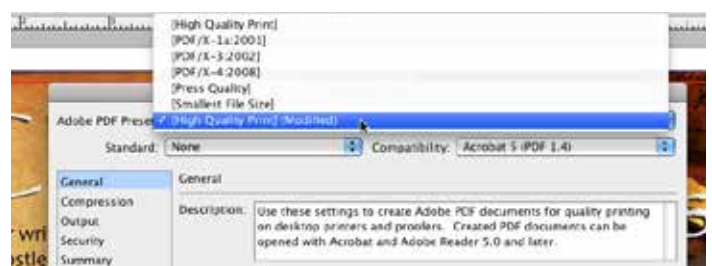 [High Quality Print]
[PDF/X-1a:2001]
[PDF/X-3:2002]
[PDF/X-4:2008]
[Press Quality]
[Smallest File Size]
Adobe PDF Preset ✓ [High Quality Print] (Modified)
Standard: None Compatibility: Acrobat 5 (PDF 1.4)
General
Compression
Output
Security
Summary
General
Description: Use these settings to create Adobe PDF documents for quality printing
on desktop printers and proofers. Created PDF documents can be
opened with Acrobat and Adobe Reader 5.0 and later.
wri
stle